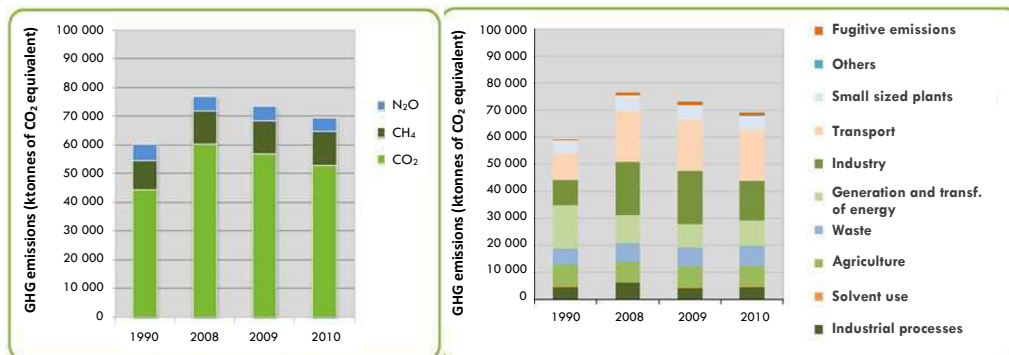 GHG emissions (ktonnes of CO₂ equivalent)
100 000
90 000
80 000
70 000
60 000
50 000
40 000
30 000
20 000
10 000
0
1990
2008
2009
2010
N₂O
CH₄
CO₂
GHG emissions (ktonnes of CO₂ equivalent)
100 000
90 000
80 000
70 000
60 000
50 000
40 000
30 000
20 000
10 000
0
1990
2008
2009
2010
Fugitive emissions
Others
Small sized plants
Transport
Industry
Generation and transf.
of energy
Waste
Agriculture
Solvent use
Industrial processes